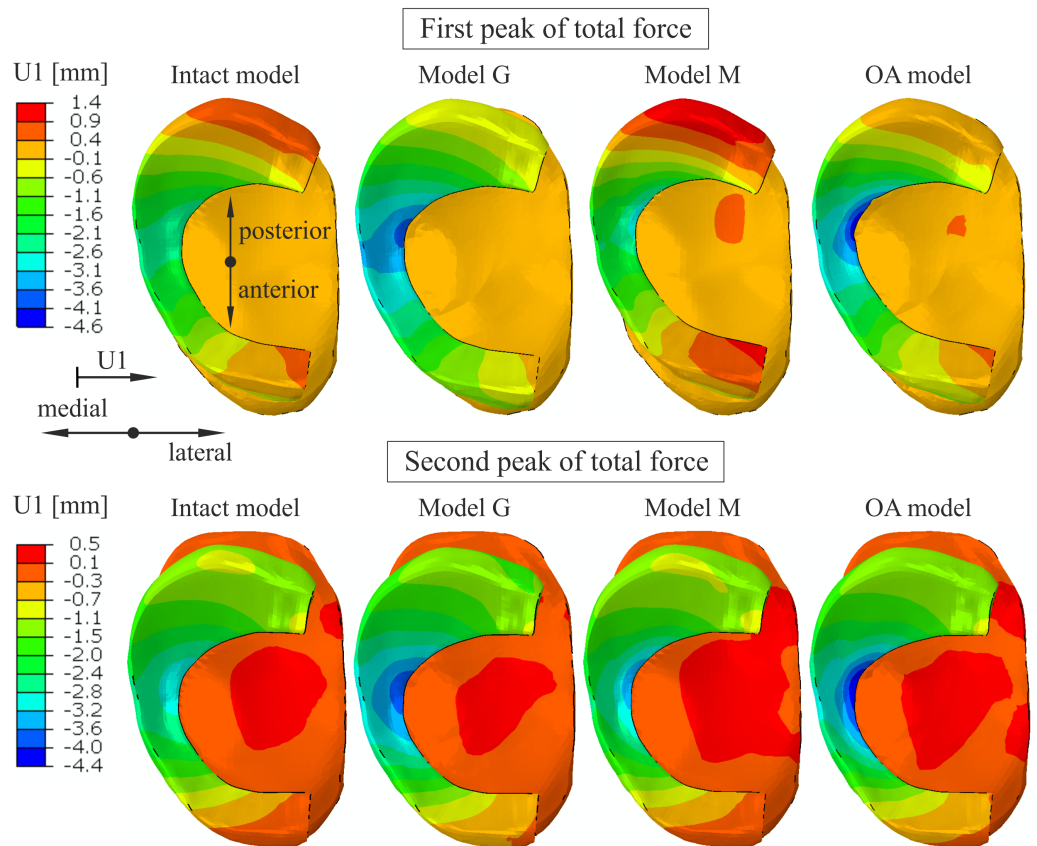 First peak of total force
U1 [mm]
Intact model
Model G
Model M
OA model
1.4
0.9
0.4
-0.1
-0.6
-1.1
-1.6
-2.1
-2.6
-3.1
-3.6
-4.1
-4.6
posterior
anterior
U1
medial
lateral
Second peak of total force
U1 [mm]
Intact model
Model G
Model M
OA model
0.5
0.1
-0.3
-0.7
-1.1
-1.5
-2.0
-2.4
-2.8
-3.2
-3.6
-4.0
-4.4